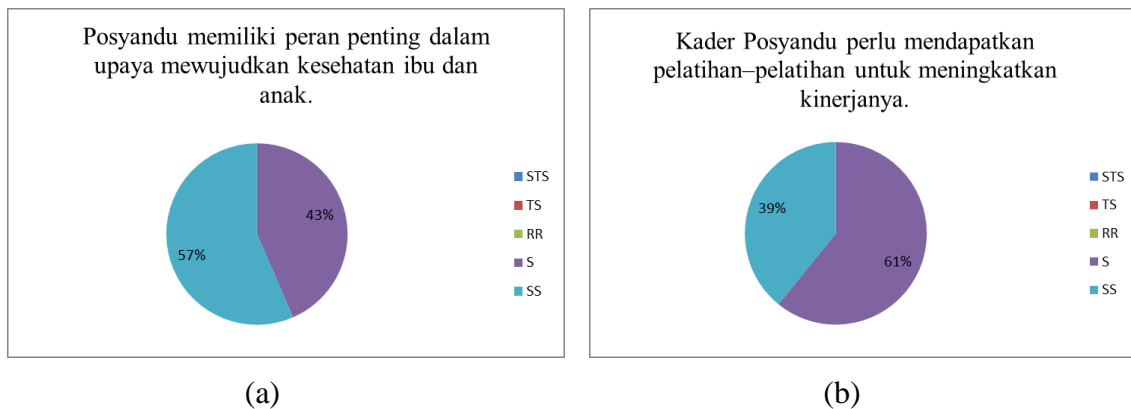 Posyandu memiliki peran penting dalam
upaya mewujudkan kesehatan ibu dan
anak.
43%
57%
STS
TS
RR
S
SS
(a)
Kader Posyandu perlu mendapatkan
pelatihan–pelatihan untuk meningkatkan
kinerjanya.
39%
61%
STS
TS
RR
S
SS
(b)